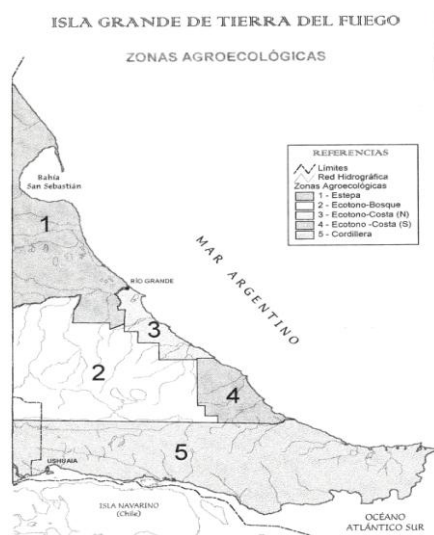 ISLA GRANDE DE TIERRA DEL FUEGO
ZONAS AGROECOLÓGICAS
REFERENCIAS
Límites
Red Hidrográfica
Zonas Agroecológicas
1 - Estepa
2 - Ecotono-Bosque
3 - Ecotono-Costa (N)
4 - Ecotono -Costa (S)
5 - Cordillera
Bahía
San Sebastián
1
RÍO GRANDE
MAR ARGENTINO
3
2
4
5
USHUAIA
ISLA NAVARINO
(Chile)
OCÉANO
ATLÁNTICO SUR